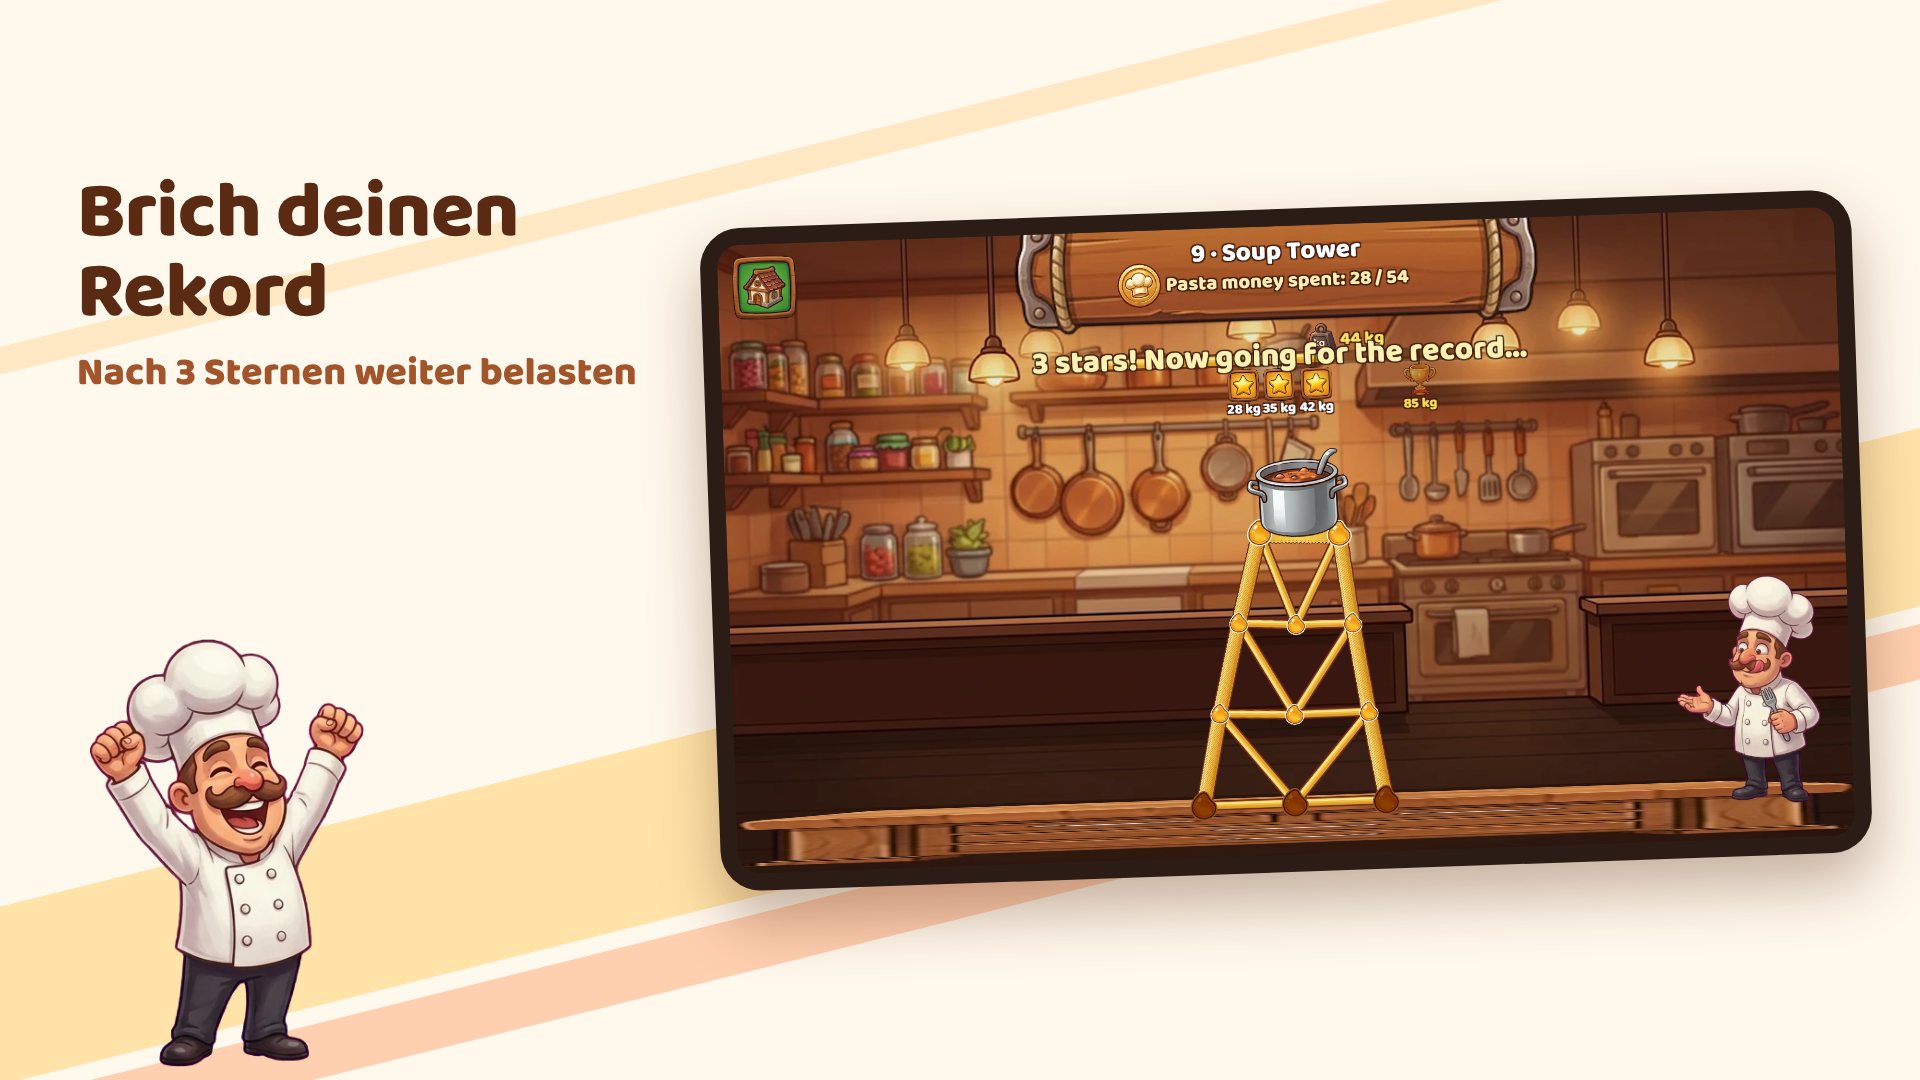 Brich deinen
Rekord
Nach 3 Sternen weiter belasten
9 · Soup Tower
Pasta money spent: 28 / 54
44 kg
3 stars! Now going for the record...
28 kg 35 kg 42 kg
85 kg